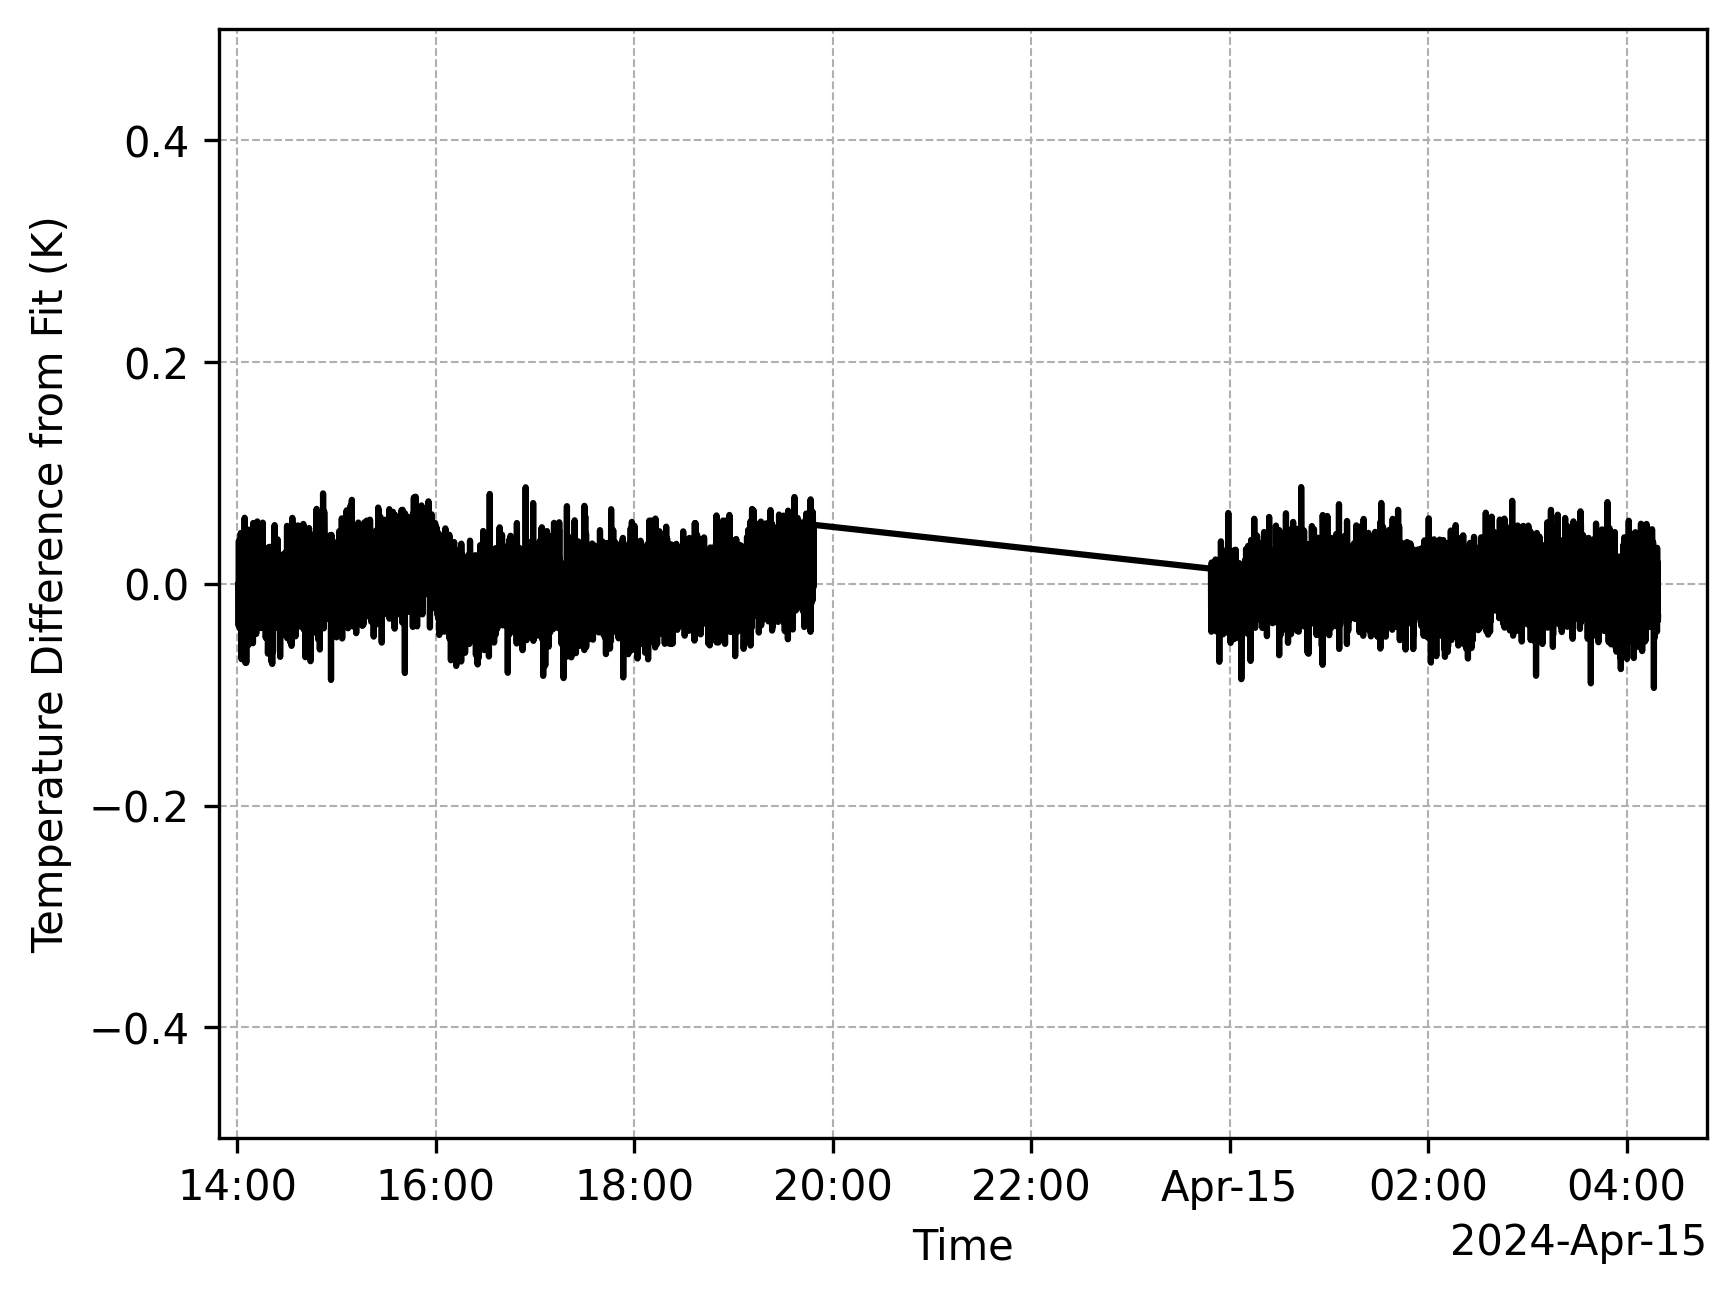 Temperature Difference from Fit (K)
0.4
0.2
0.0
−0.2
−0.4
14:00 16:00 18:00 20:00 22:00 Apr-15 02:00 04:00
2024-Apr-15
Time